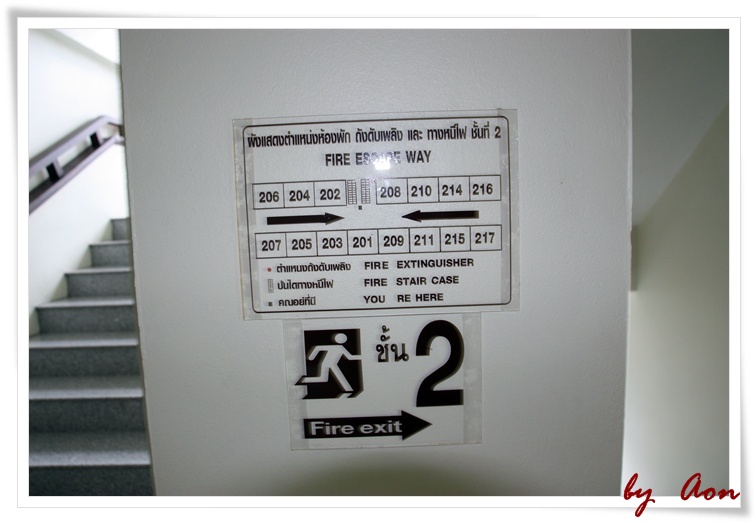 ผังแสดงตำแหน่งห้องพัก ถังดับเพลิง และ ทางหนีไฟ ชั้นที่ 2
FIRE ESCAPE WAY
206 204 202 208 210 214 216
207 205 203 201 209 211 215 217
ตำแหน่งถังดับเพลิง FIRE EXTINGUISHER
บันไดทางหนีไฟ FIRE STAIR CASE
คุณอยู่ที่นี่ YOU RE HERE
ชั้น 2
Fire exit
by Aon